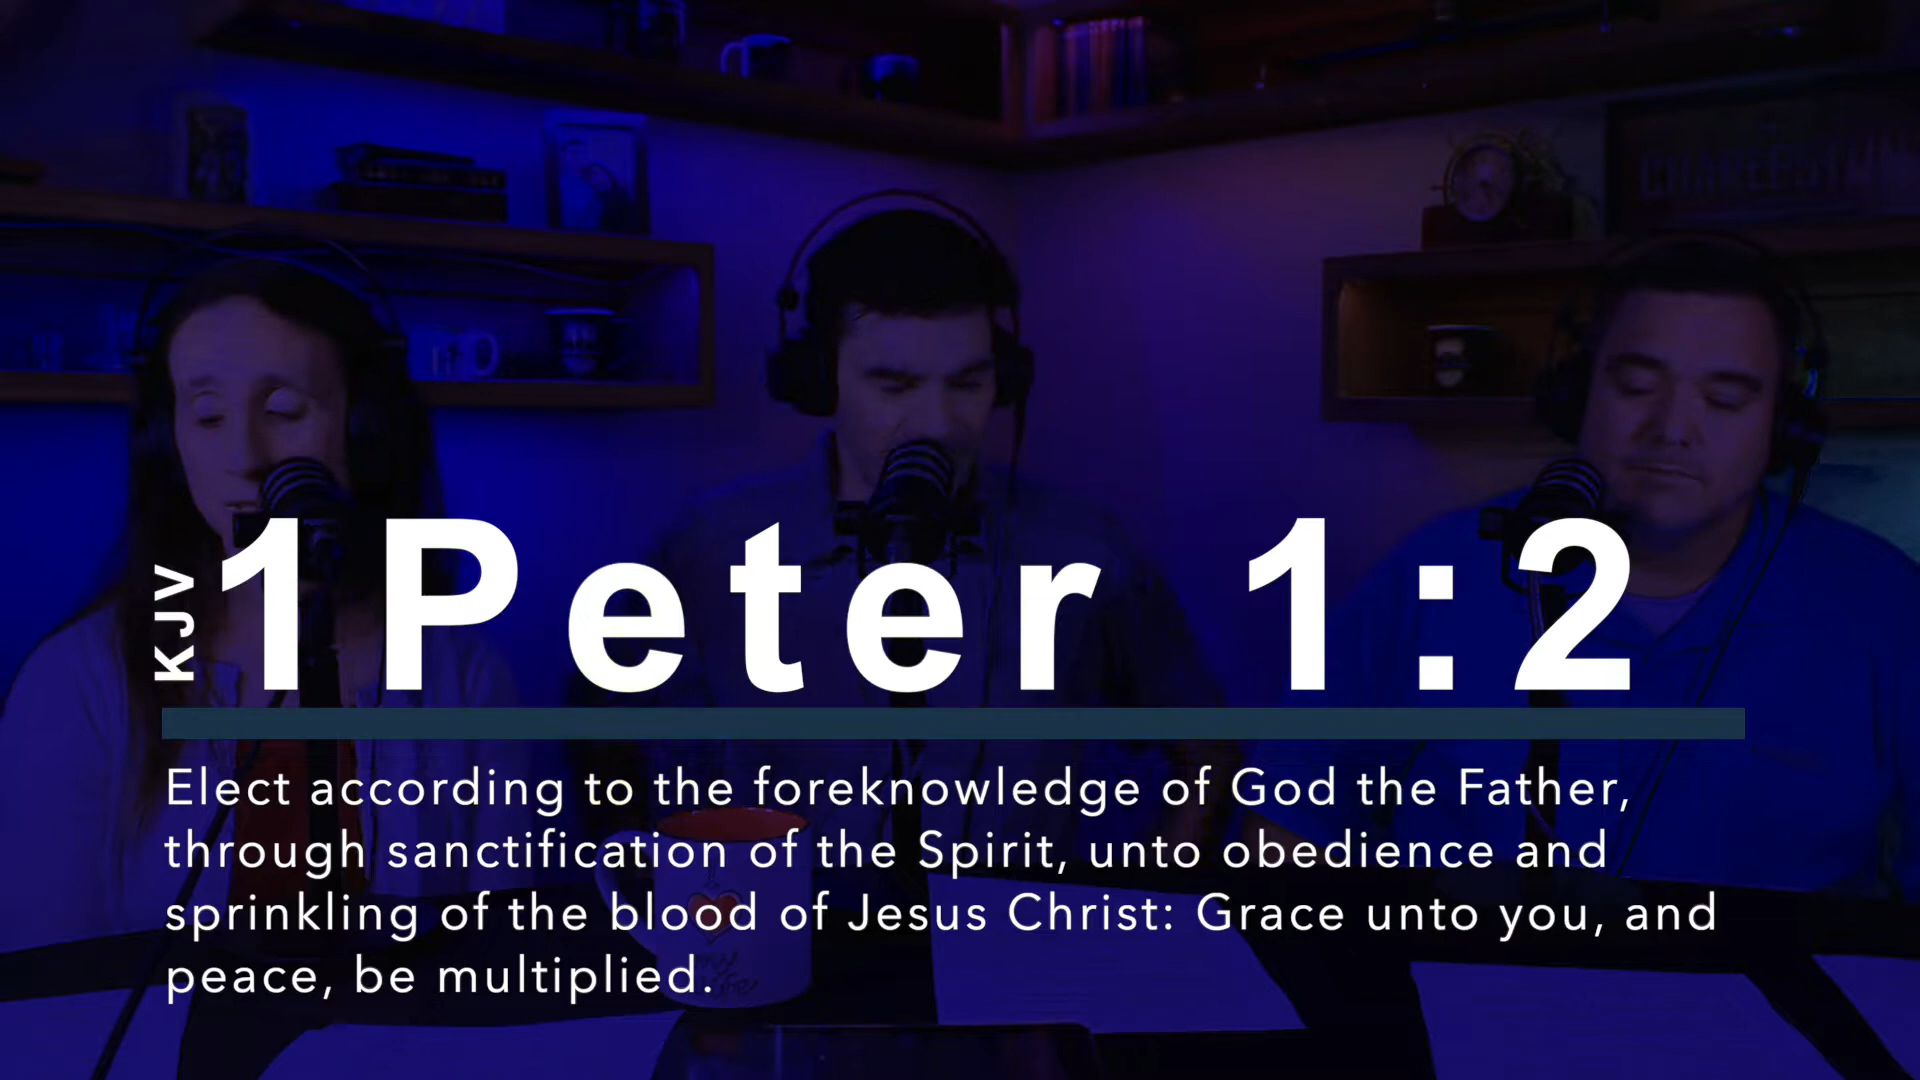 KJV
1Peter 1:2
Elect according to the foreknowledge of God the Father,
through sanctification of the Spirit, unto obedience and
sprinkling of the blood of Jesus Christ: Grace unto you, and
peace, be multiplied.